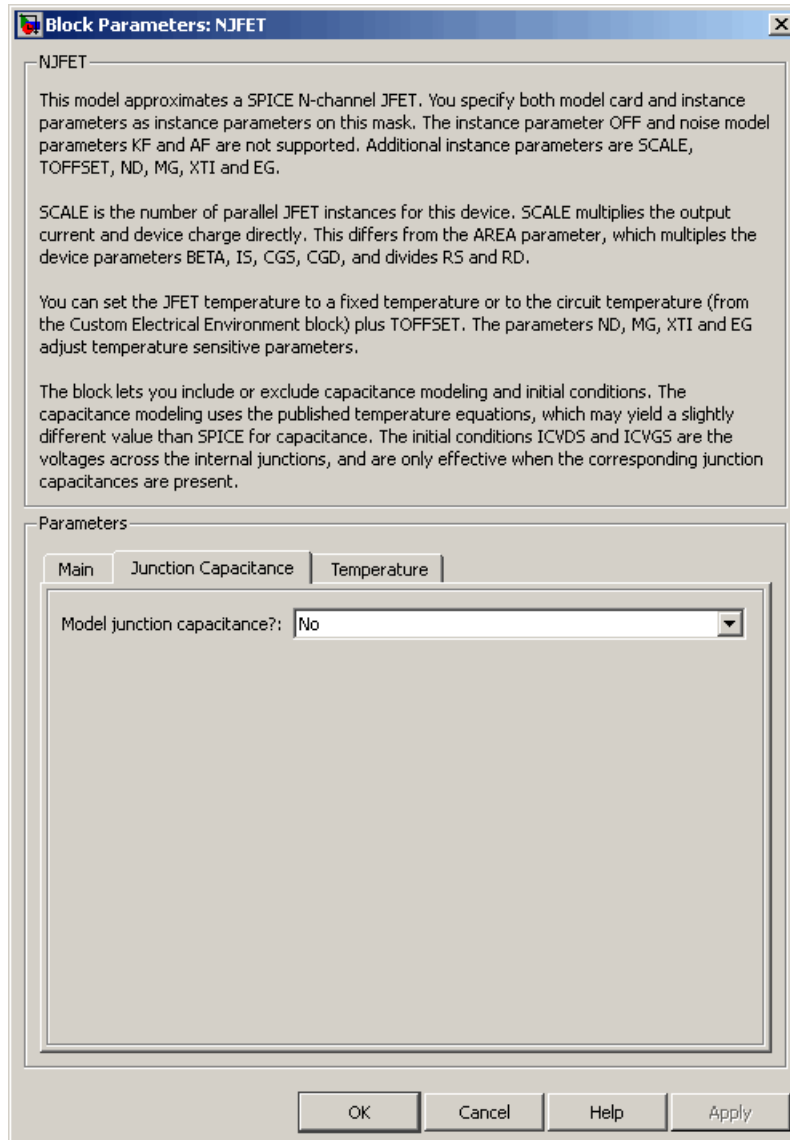 Block Parameters: NJFET
NJFET
This model approximates a SPICE N-channel JFET. You specify both model card and instance
parameters as instance parameters on this mask. The instance parameter OFF and noise model
parameters KF and AF are not supported. Additional instance parameters are SCALE,
TOFFSET, ND, MG, XTI and EG.
SCALE is the number of parallel JFET instances for this device. SCALE multiplies the output
current and device charge directly. This differs from the AREA parameter, which multiples the
device parameters BETA, IS, CGS, CGD, and divides RS and RD.
You can set the JFET temperature to a fixed temperature or to the circuit temperature (from
the Custom Electrical Environment block) plus TOFFSET. The parameters ND, MG, XTI and EG
adjust temperature sensitive parameters.
The block lets you include or exclude capacitance modeling and initial conditions. The
capacitance modeling uses the published temperature equations, which may yield a slightly
different value than SPICE for capacitance. The initial conditions ICVDS and ICVGS are the
voltages across the internal junctions, and are only effective when the corresponding junction
capacitances are present.
Parameters
Main Junction Capacitance Temperature
Model junction capacitance?: No
OK Cancel Help Apply